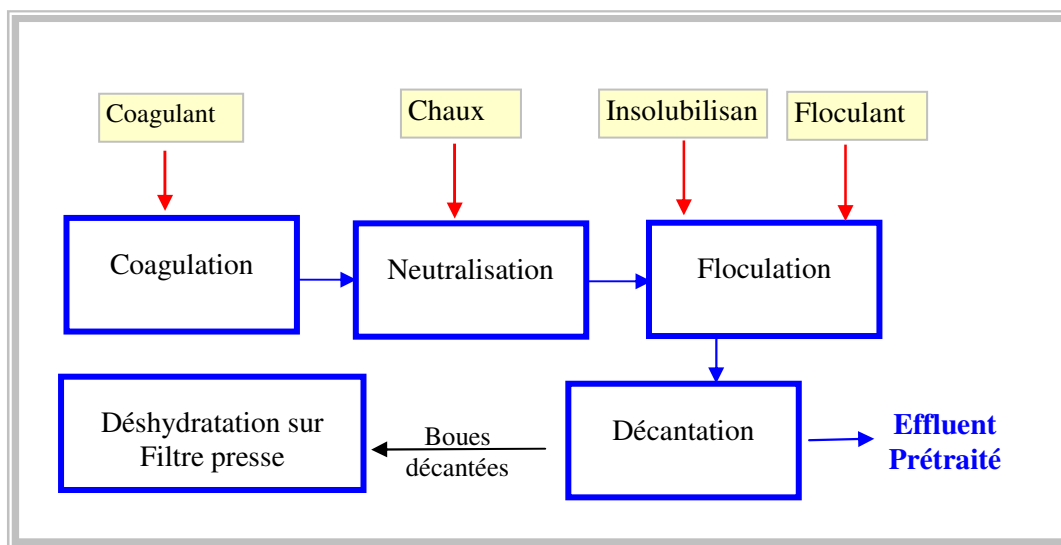 Coagulant
Chaux
Insolubilisan
Floculant
Coagulation
Neutralisation
Floculation
Déshydratation sur
Filtre presse
Boues
décantées
Décantation
Effluent
Prétraité